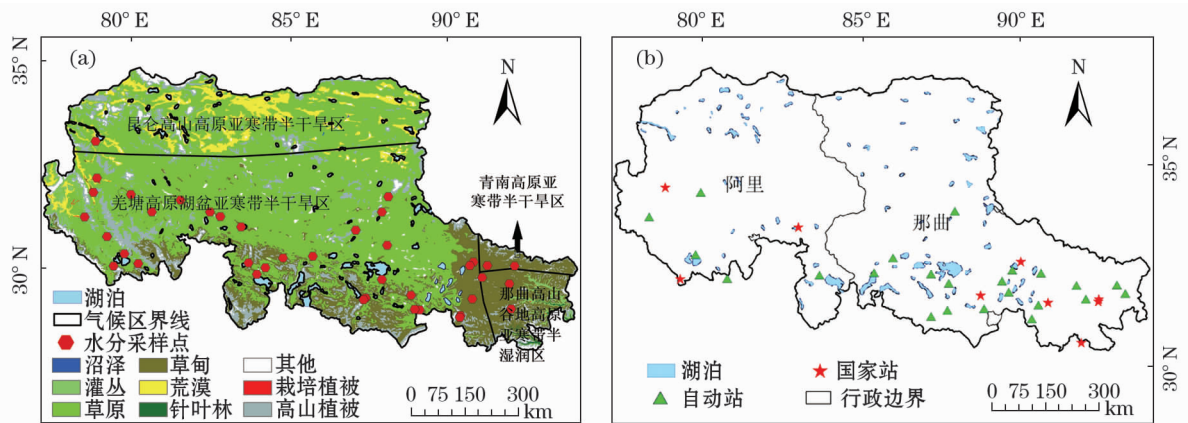 80° E
85° E
90° E
35° N
30° N
(a)
N
昆仑高山高原亚寒带半干旱区
羌塘高原湖盆亚寒带半干旱区
青南高原亚
寒带半干旱区
那曲高山
谷地高原
亚寒带半
湿润区
湖泊
气候区界线
水分采样点
沼泽
草甸
其他
灌丛
荒漠
栽培植被
草原
针叶林
高山植被
0 75 150 300
km
80° E
85° E
90° E
35° N
30° N
(b)
N
阿里
那曲
湖泊
国家站
自动站
行政边界
0 75 150 300
km